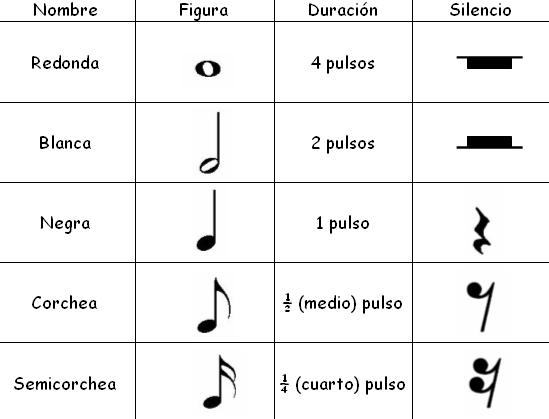 Nombre Figura Duración Silencio
Redonda 4 pulsos
Blanca 2 pulsos
Negra 1 pulso
Corchea ½ (medio) pulso
Semicorchea ¼ (cuarto) pulso